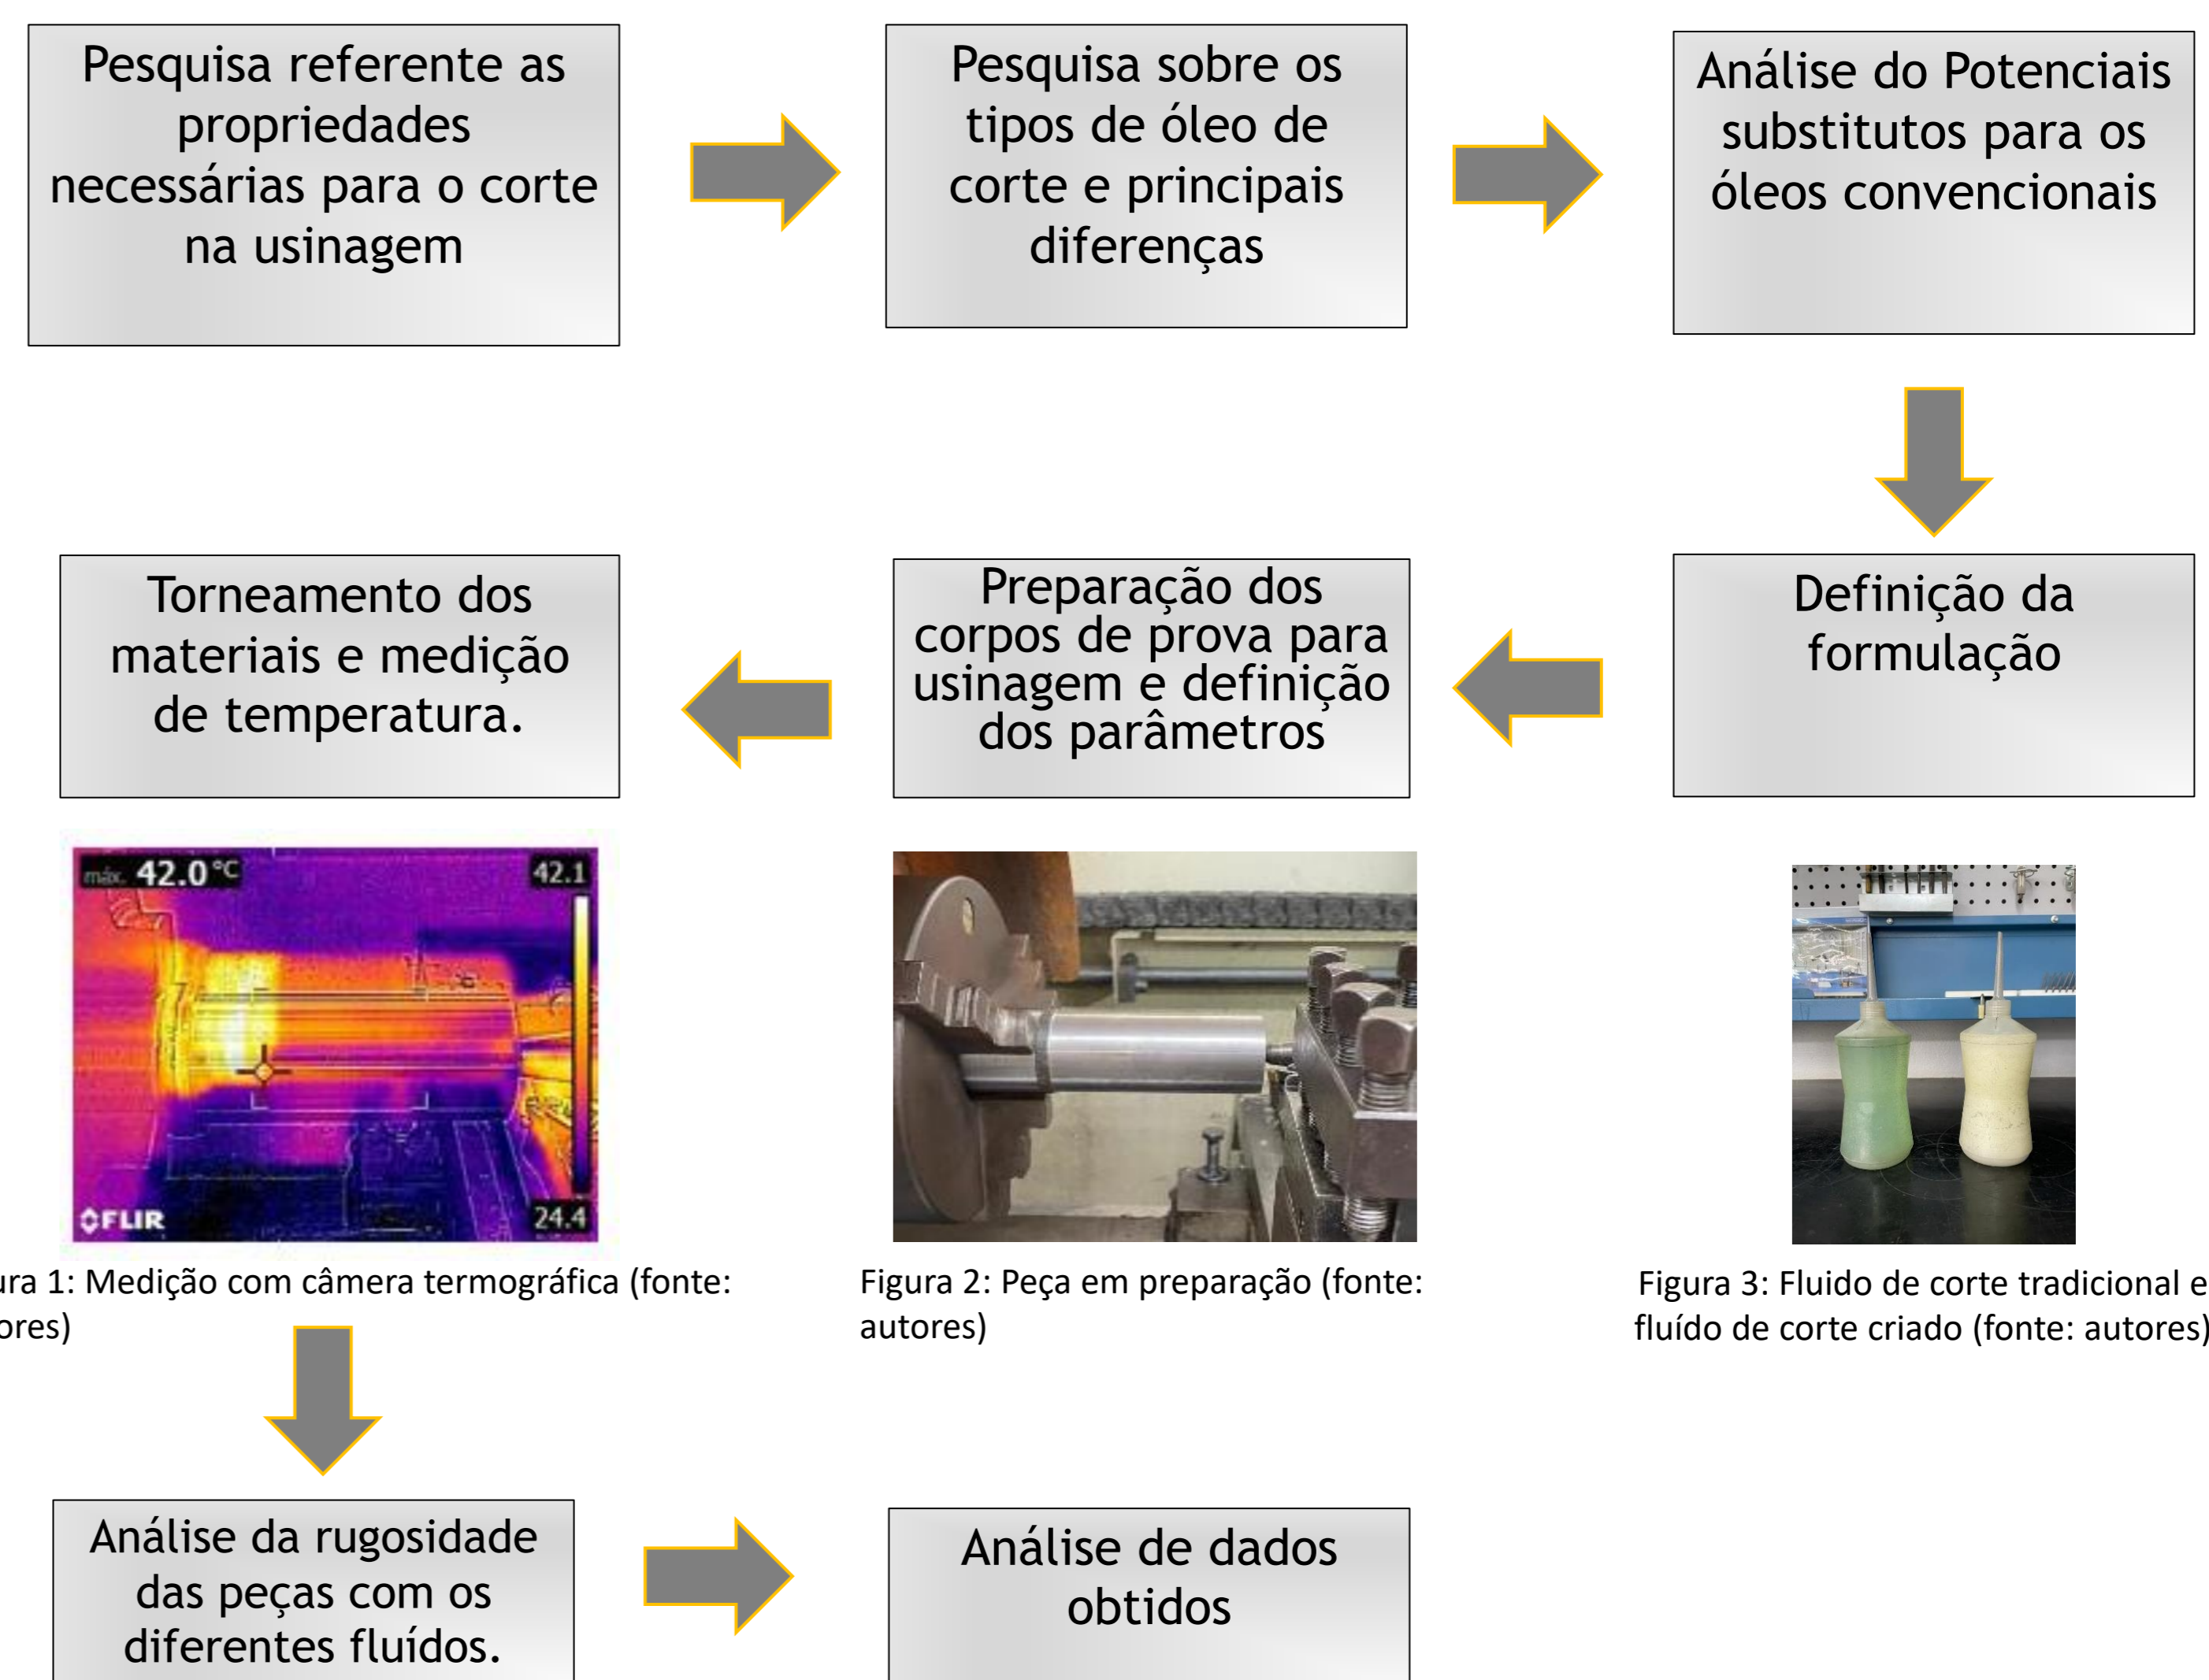 Pesquisa referente as
propriedades
necessárias para o corte
na usinagem
Pesquisa sobre os
tipos de óleo de
corte e principais
diferenças
Análise do Potenciais
substitutos para os
óleos convencionais
Definição da
formulação
Preparação dos
corpos de prova para
usinagem e definição
dos parâmetros
Torneamento dos
materiais e medição
de temperatura.
máx. 42.0 °C
42.1
24.4
FLIR
ura 1: Medição com câmera termográfica (fonte:
ores)
Figura 2: Peça em preparação (fonte:
autores)
Figura 3: Fluido de corte tradicional e
fluído de corte criado (fonte: autores)
Análise da rugosidade
das peças com os
diferentes fluídos.
Análise de dados
obtidos